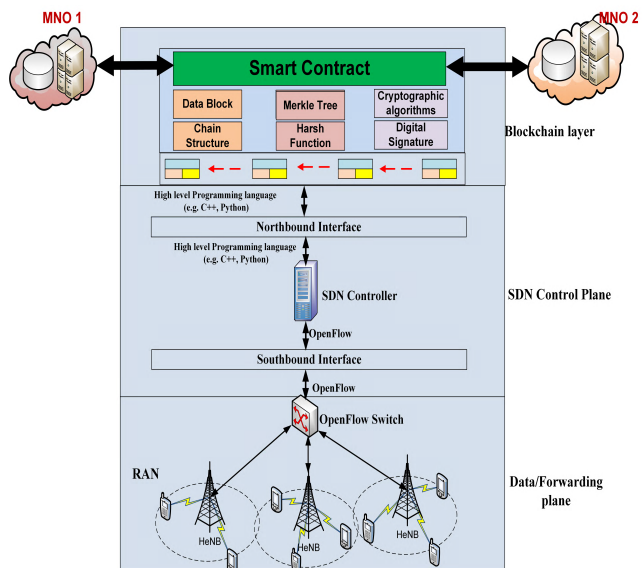 MNO 1
MNO 2
Smart Contract
Data Block
Merkle Tree
Cryptographic
algorithms
Chain
Structure
Harsh
Function
Digital
Signature
Blockchain layer
High level Programming language
(e.g. C++, Python)
Northbound Interface
High level Programming language
(e.g. C++, Python)
SDN Controller
SDN Control Plane
OpenFlow
Southbound Interface
OpenFlow
OpenFlow Switch
RAN
Data/Forwarding
plane
HeNB
HeNB
HeNB